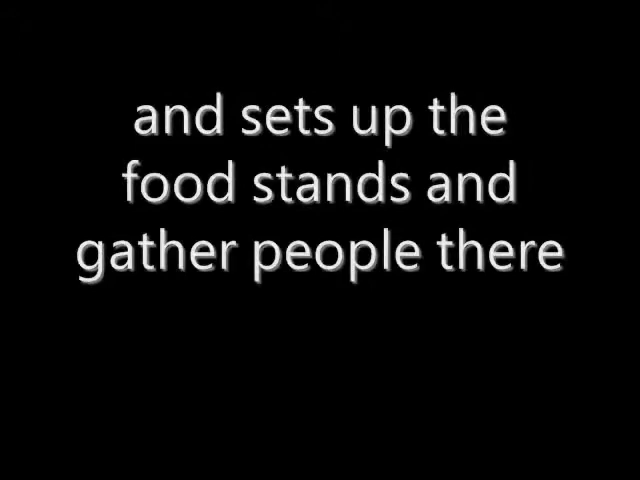 and sets up the
food stands and
gather people there